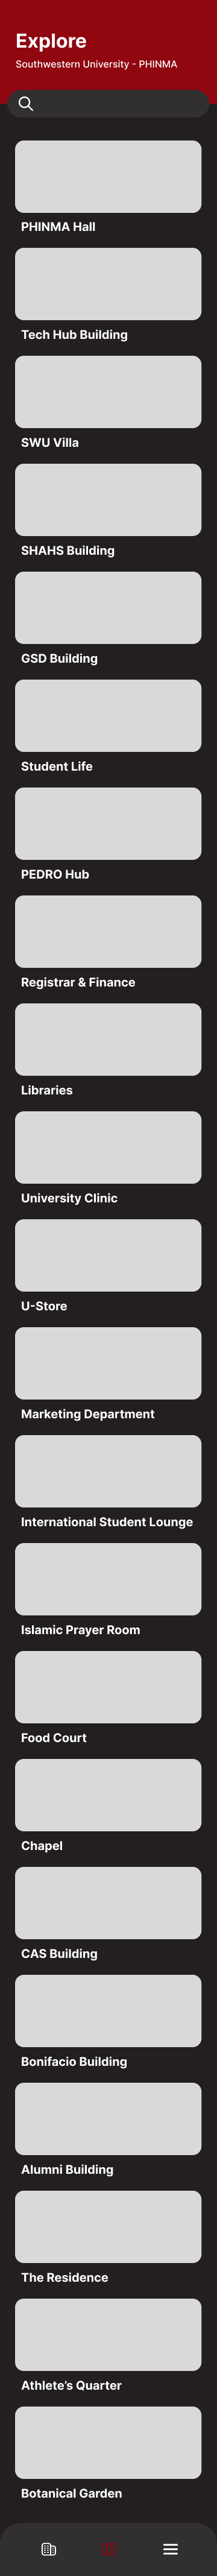 Explore
Southwestern University - PHINMA
PHINMA Hall
Tech Hub Building
SWU Villa
SHAHS Building
GSD Building
Student Life
PEDRO Hub
Registrar & Finance
Libraries
University Clinic
U-Store
Marketing Department
International Student Lounge
Islamic Prayer Room
Food Court
Chapel
CAS Building
Bonifacio Building
Alumni Building
The Residence
Athlete’s Quarter
Botanical Garden